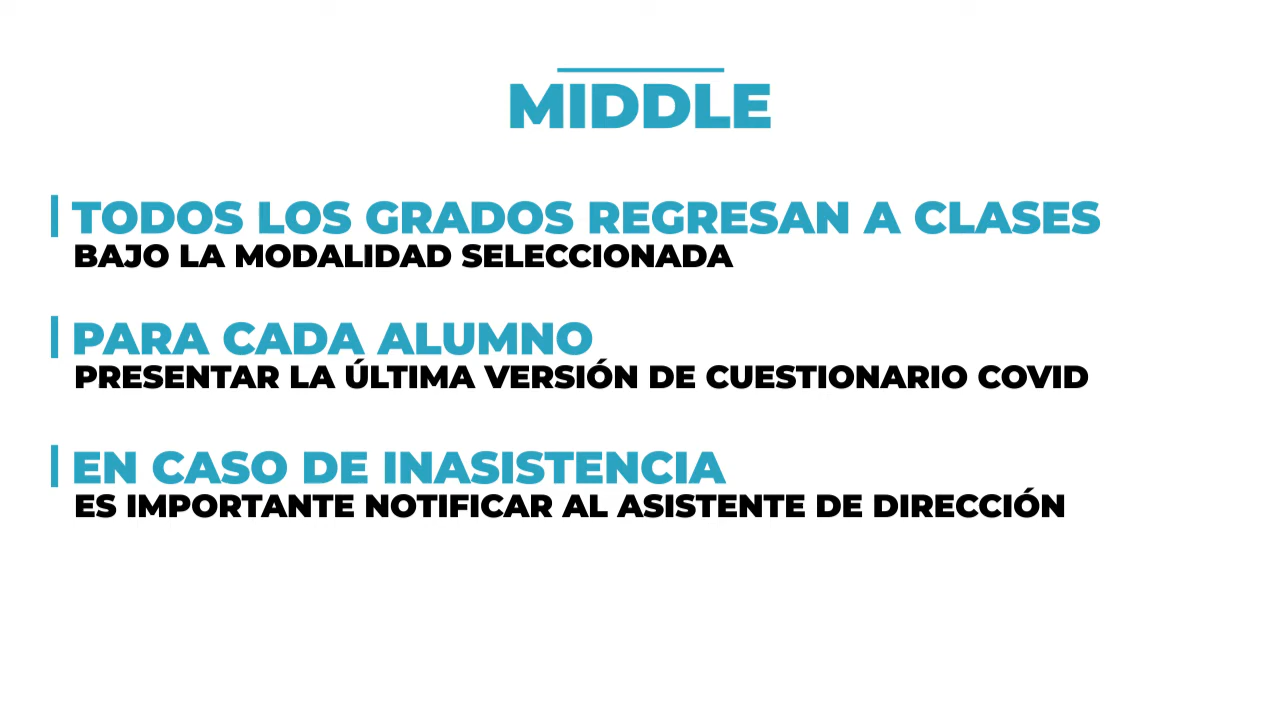 MIDDLE
TODOS LOS GRADOS REGRESAN A CLASES
BAJO LA MODALIDAD SELECCIONADA
PARA CADA ALUMNO
PRESENTAR LA ÚLTIMA VERSIÓN DE CUESTIONARIO COVID
EN CASO DE INASISTENCIA
ES IMPORTANTE NOTIFICAR AL ASISTENTE DE DIRECCIÓN